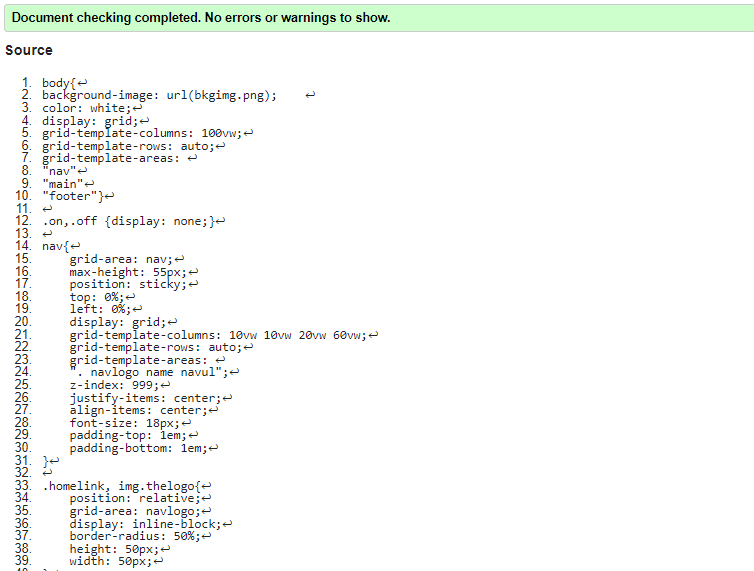 Document checking completed. No errors or warnings to show.
Source
1. body{↩
2. background-image: url(bkgimg.png);    ↩
3. color: white;↩
4. display: grid;↩
5. grid-template-columns: 100vw;↩
6. grid-template-rows: auto;↩
7. grid-template-areas: ↩
8. "nav"↩
9. "main"↩
10. "footer"}↩
11. ↩
12. .on,.off {display: none;}↩
13. ↩
14. nav{↩
15.     grid-area: nav;↩
16.     max-height: 55px;↩
17.     position: sticky;↩
18.     top: 0%;↩
19.     left: 0%;↩
20.     display: grid;↩
21.     grid-template-columns: 10vw 10vw 20vw 60vw;↩
22.     grid-template-rows: auto;↩
23.     grid-template-areas: ↩
24.     ". navlogo name navul";↩
25.     z-index: 999;↩
26.     justify-items: center;↩
27.     align-items: center;↩
28.     font-size: 18px;↩
29.     padding-top: 1em;↩
30.     padding-bottom: 1em;↩
31. }↩
32. ↩
33. .homelink, img.thelogo{↩
34.     position: relative;↩
35.     grid-area: navlogo;↩
36.     display: inline-block;↩
37.     border-radius: 50%;↩
38.     height: 50px;↩
39.     width: 50px;↩